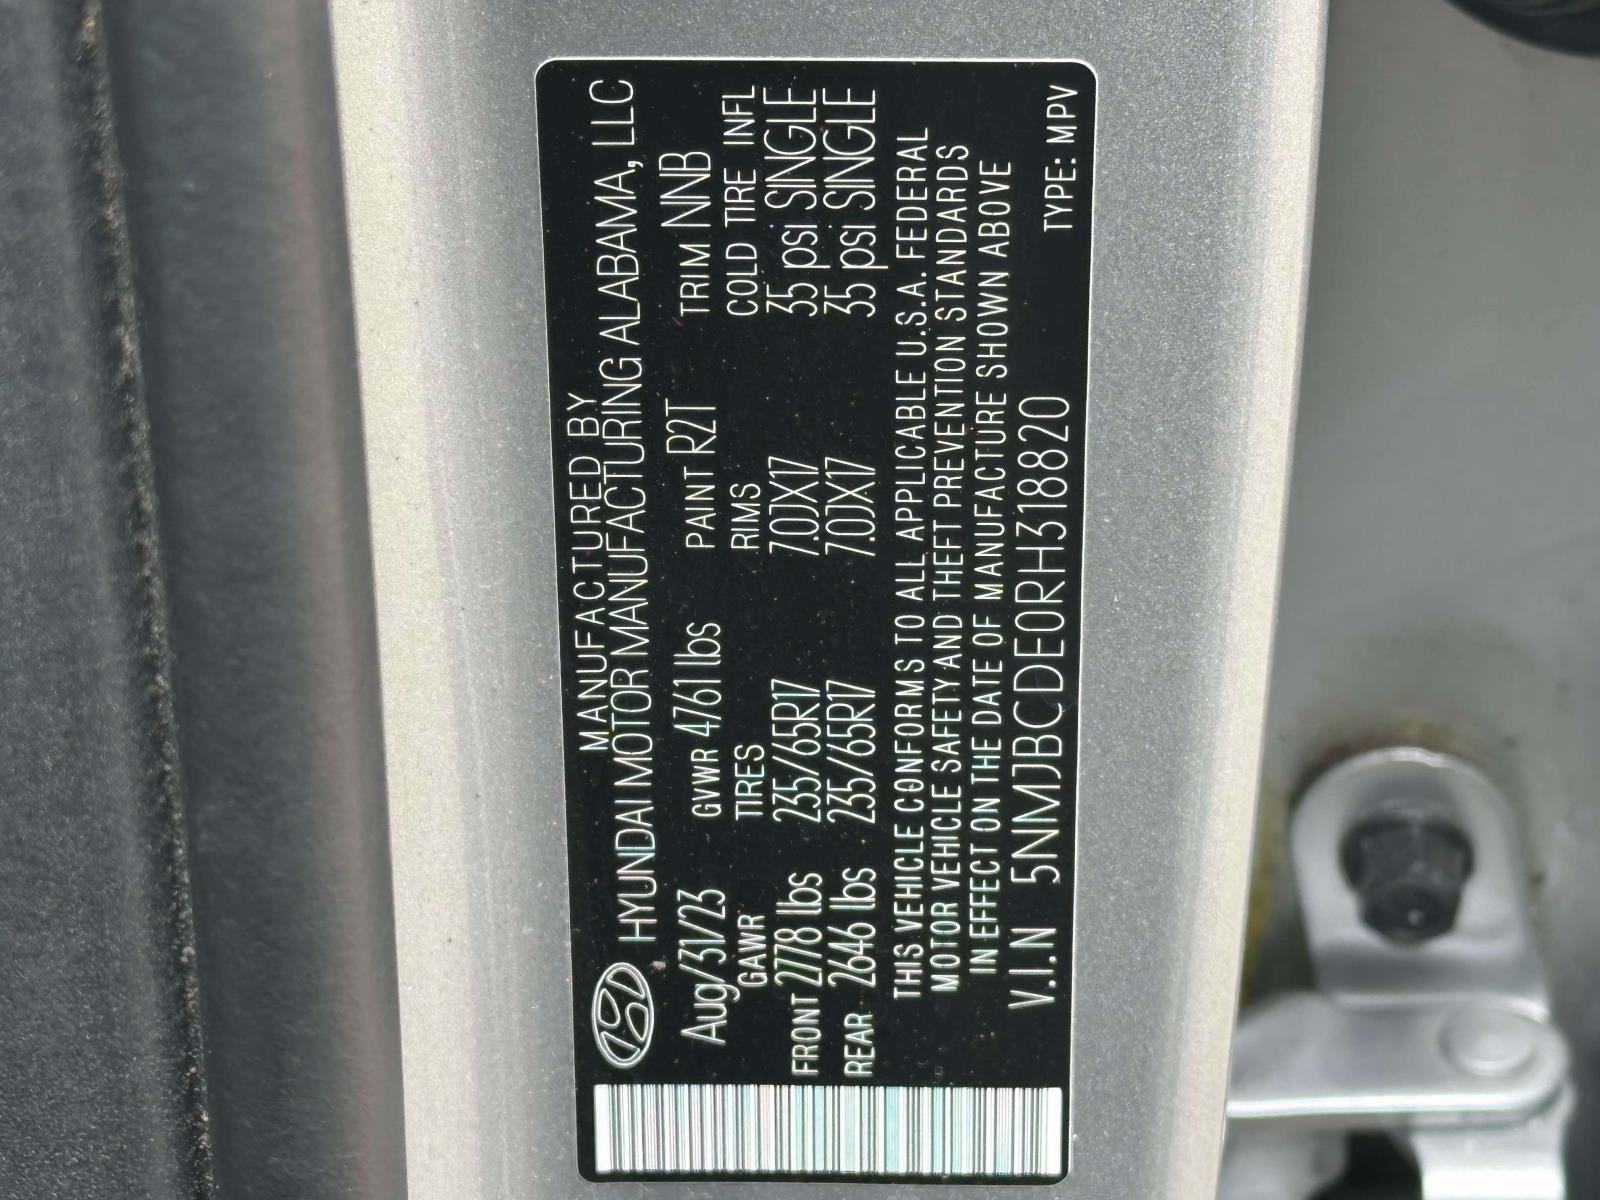 MANUFACTURED BY
HYUNDAI MOTOR MANUFACTURING ALABAMA, LLC
Aug/31/23 GVWR 4761 lbs PAINT R2T TRIM NNB
GAWR TIRES RIMS COLD TIRE INFL
FRONT 2778 lbs 235/65R17 7.0JX17 35 psi SINGLE
REAR 2646 lbs 235/65R17 7.0JX17 35 psi SINGLE
THIS VEHICLE CONFORMS TO ALL APPLICABLE U.S.A. FEDERAL
MOTOR VEHICLE SAFETY AND THEFT PREVENTION STANDARDS
IN EFFECT ON THE DATE OF MANUFACTURE SHOWN ABOVE
V.I.N 5NMJBCDE0RH318820 TYPE: MPV